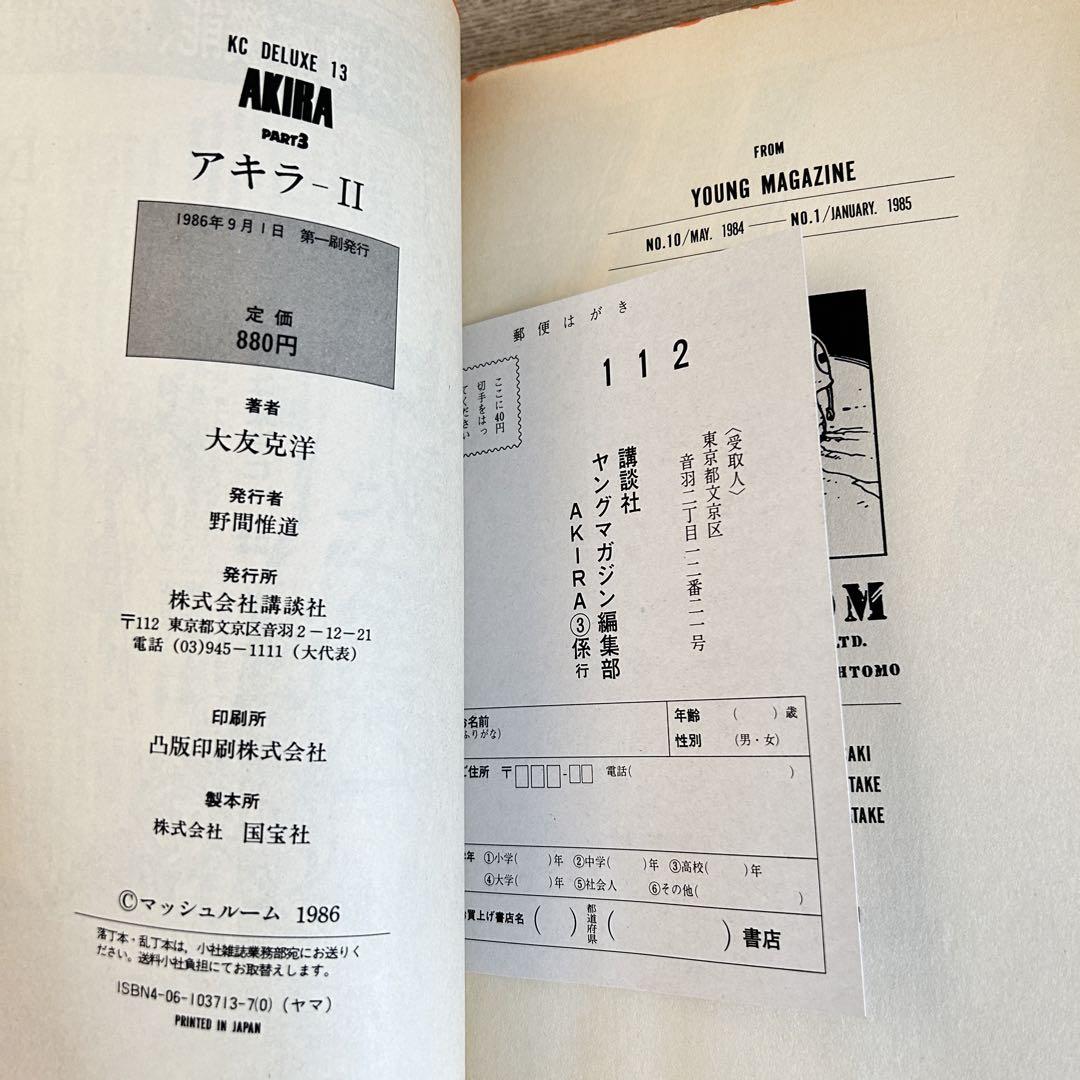 KC DELUXE 13
AKIRA
PART3
アキラ-II
1986年9月1日 第一刷発行
定価
880円
著者
大友克洋
発行者
野間惟道
発行所
株式会社講談社
〒112 東京都文京区音羽2-12-21
電話 (03)945-1111 (大代表)
印刷所
凸版印刷株式会社
製本所
株式会社 国宝社
©マッシュルーム 1986
落丁本・乱丁本は、小社雑誌業務部宛にお送りく
ださい。送料小社負担にてお取替えします。
ISBN4-06-103713-7(0) (ヤマ)
PRINTED IN JAPAN
FROM
YOUNG MAGAZINE
NO.10/MAY. 1984 — NO.1/JANUARY. 1985
郵便はがき
112
ここに40円
切手をはっ
てください
〈受取人〉
東京都文京区
音羽二丁目一二番二一号
講談社
ヤングマガジン編集部
AKIRA③係行
お名前
(ふりがな)
年齢 ( )歳
性別 (男・女)
ご住所 〒□□□-□□ 電話( )
年 ①小学( )年 ②中学( )年 ③高校( )年
④大学( )年 ⑤社会人 ⑥その他( )
お買上げ書店名 ( ) 都道府県 ( ) 書店
OM
LTD.
HTOMO
AKI
TAKE
ATAKE